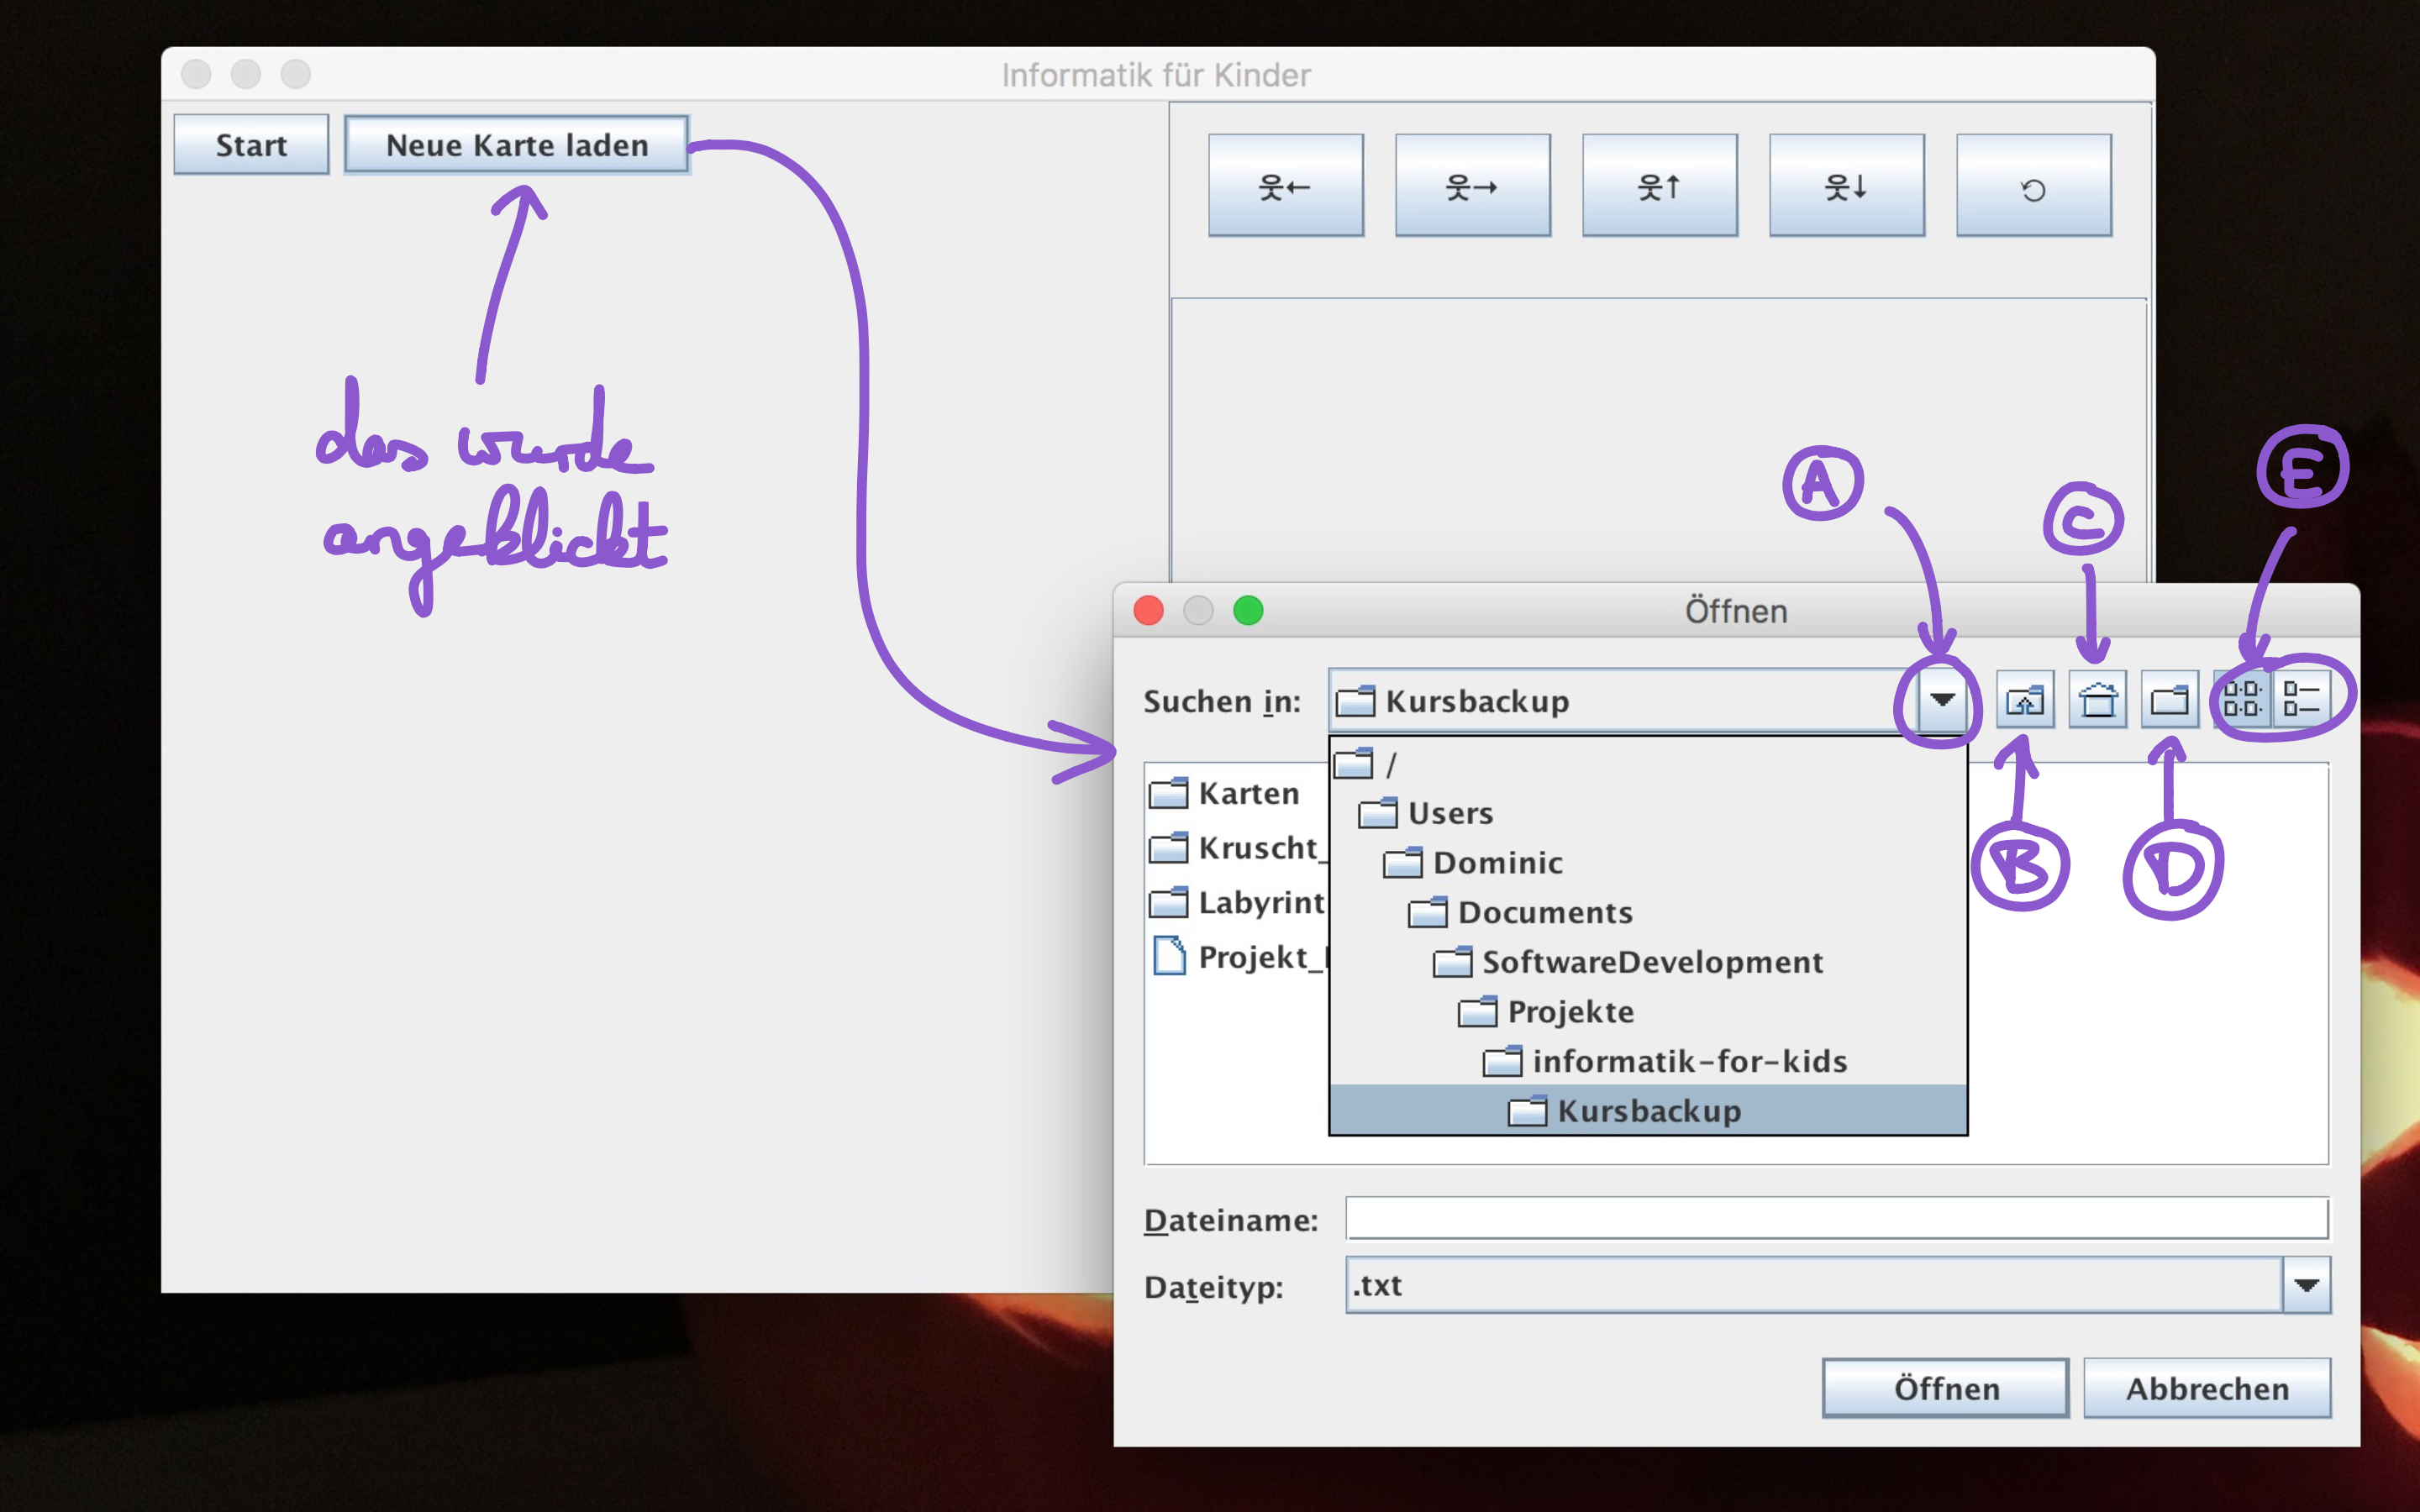 Informatik für Kinder
Start
Neue Karte laden
웃←
웃→
웃↑
웃↓
das wurde
angeklickt
A
C
E
Öffnen
Suchen in:
Kursbackup
/
Users
Dominic
Documents
SoftwareDevelopment
Projekte
informatik-for-kids
Kursbackup
Karten
Kruscht_
Labyrint
Projekt_
B
D
Dateiname:
Dateityp:
.txt
Öffnen
Abbrechen